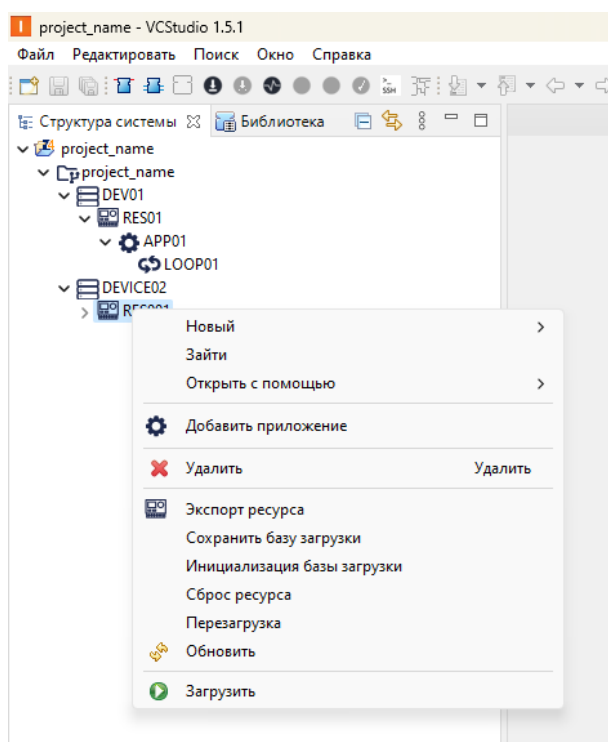 project_name - VCStudio 1.5.1
Файл Редактировать Поиск Окно Справка
SSH
Структура системы Библиотека
project_name
project_name
DEV01
RES01
APP01
LOOP01
DEVICE02
Новый
Зайти
Открыть с помощью
Добавить приложение
Удалить Удалить
Экспорт ресурса
Сохранить базу загрузки
Инициализация базы загрузки
Сброс ресурса
Перезагрузка
Обновить
Загрузить